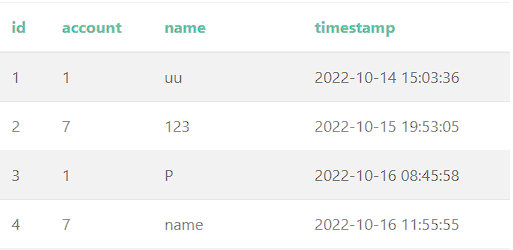 id account name timestamp
1 1 uu 2022-10-14 15:03:36
2 7 123 2022-10-15 19:53:05
3 1 P 2022-10-16 08:45:58
4 7 name 2022-10-16 11:55:55